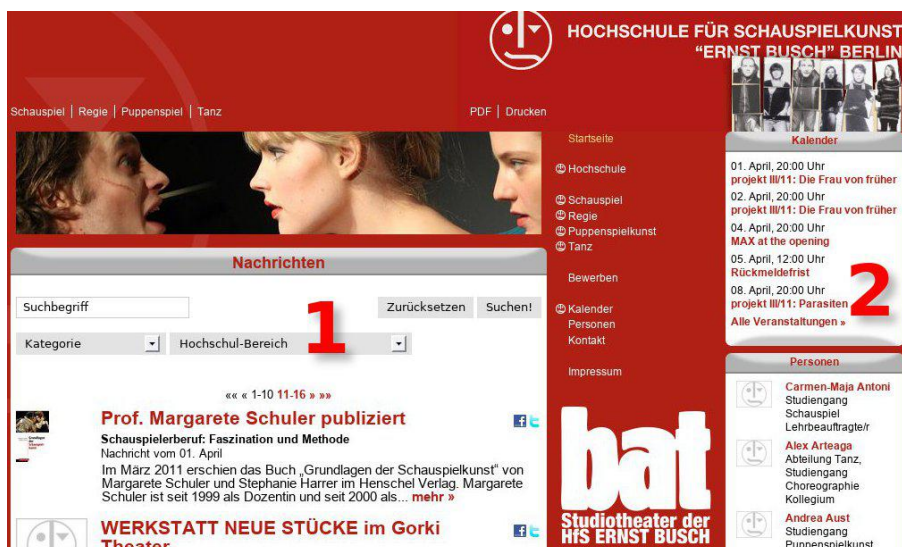 HOCHSCHULE FÜR SCHAUSPIELKUNST
“ERNST BUSCH” BERLIN
Schauspiel | Regie | Puppenspiel | Tanz
PDF | Drucken
Nachrichten
Suchbegriff
Zurücksetzen
Suchen!
Kategorie
Hochschul-Bereich
1
«« « 1-10 11-16 » »»
Prof. Margarete Schuler publiziert
Schauspielerberuf: Faszination und Methode
Nachricht vom 01. April
Im März 2011 erschien das Buch „Grundlagen der Schauspielkunst“ von
Margarete Schuler und Stephanie Harrer im Henschel Verlag. Margarete
Schuler ist seit 1999 als Dozentin und seit 2000 als... mehr »
WERKSTATT NEUE STÜCKE im Gorki
Theater
Startseite
Hochschule
Schauspiel
Regie
Puppenspielkunst
Tanz
Bewerben
Kalender
Personen
Kontakt
Impressum
bat
Studiotheater der
HfS ERNST BUSCH
Kalender
01. April, 20:00 Uhr
projekt III/11: Die Frau von früher
02. April, 20:00 Uhr
projekt III/11: Die Frau von früher
04. April, 20:00 Uhr
MAX at the opening
05. April, 12:00 Uhr
Rückmeldefrist
08. April, 20:00 Uhr
projekt III/11: Parasiten
Alle Veranstaltungen »
2
Personen
Carmen-Maja Antoni
Studiengang
Schauspiel
Lehrbeauftragte/r
Alex Arteaga
Abteilung Tanz,
Studiengang
Choreographie
Kollegium
Andrea Aust
Studiengang
Puppenspielkunst